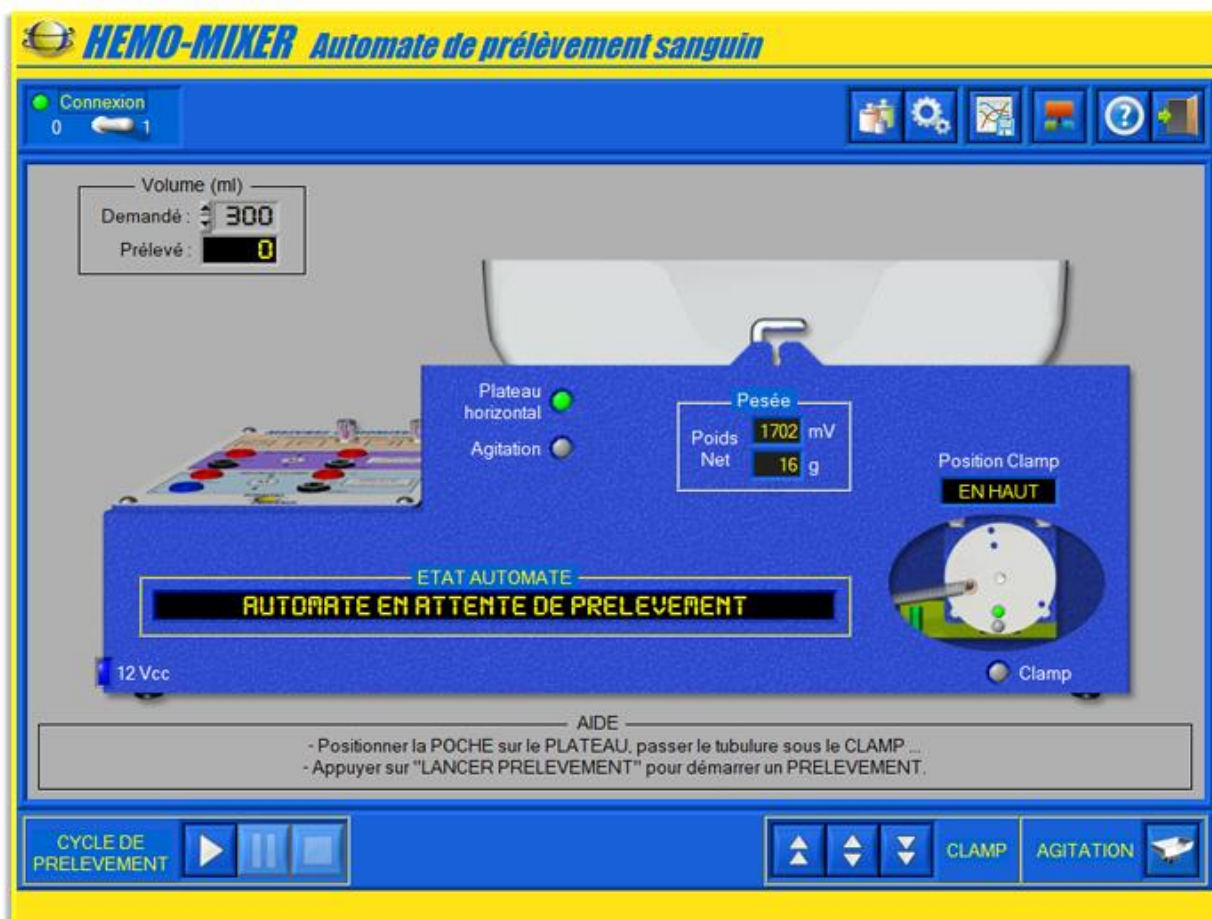 HEMO-MIXER Automate de prélèvement sanguin
Connexion
0 1
Volume (ml)
Demandé : 300
Prélevé : 0
Plateau
horizontal
Agitation
Pesée
Poids 1702 mV
Net 16 g
Position Clamp
EN HAUT
ETAT AUTOMATE
AUTOMATE EN ATTENTE DE PRELEVEMENT
12 Vcc
Clamp
AIDE
- Positionner la POCHE sur le PLATEAU, passer le tubulure sous le CLAMP ...
- Appuyer sur "LANCER PRELEVEMENT" pour démarrer un PRELEVEMENT.
CYCLE DE
PRELEVEMENT
CLAMP
AGITATION